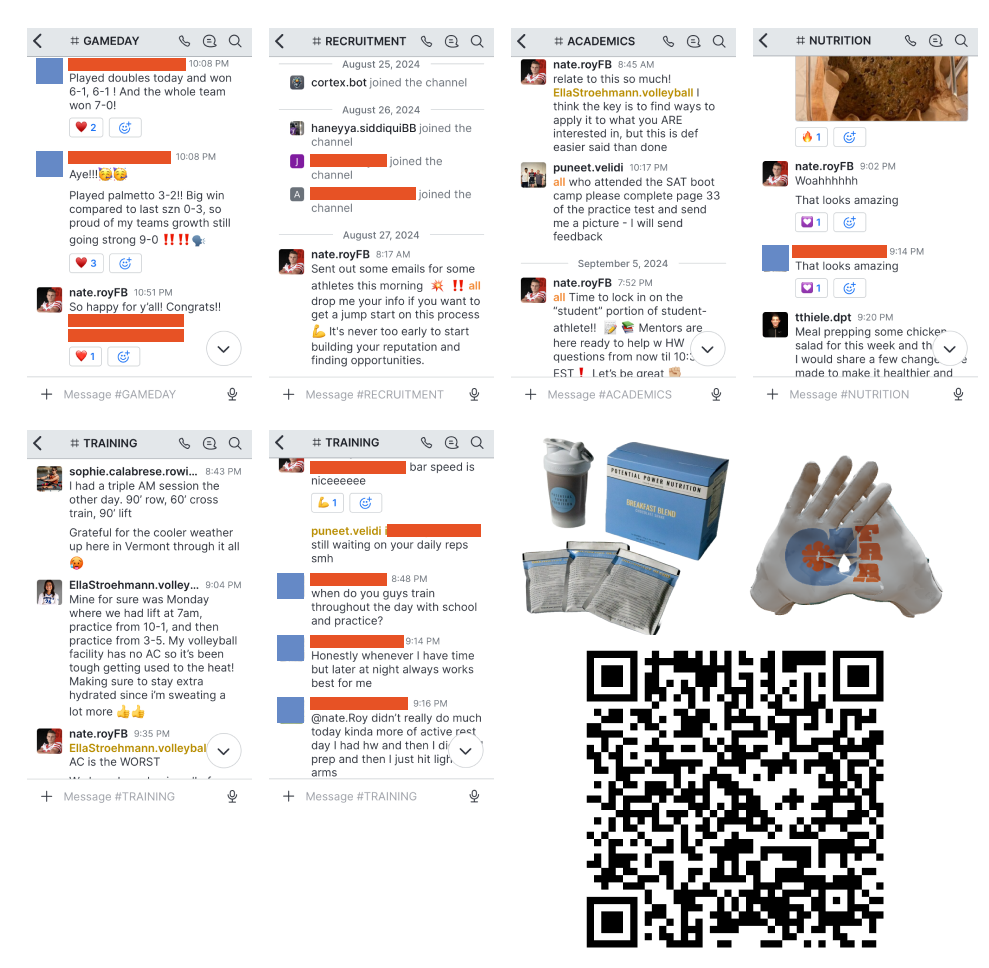 # GAMEDAY
10:08 PM
Played doubles today and won
6-1, 6-1 ! And the whole team
won 7-0!
❤️ 2
10:08 PM
Aye!!!🥳🥳
Played palmetto 3-2!! Big win
compared to last szn 0-3, so
proud of my teams growth still
going strong 9-0 ‼️‼️🗣️
❤️ 3
nate.royFB 10:51 PM
So happy for y'all! Congrats!!
❤️ 1
Message #GAMEDAY
# RECRUITMENT
August 25, 2024
cortex.bot joined the channel
August 26, 2024
haneyya.siddiquiBB joined the
channel
J
joined the
channel
A
joined the
channel
August 27, 2024
nate.royFB 8:17 AM
Sent out some emails for some
athletes this morning 💥 ‼️ all
drop me your info if you want to
get a jump start on this process
💪 It's never too early to start
building your reputation and
finding opportunities.
Message #RECRUITMENT
# ACADEMICS
nate.royFB 8:45 AM
relate to this so much!
EllaStroehmann.volleyball I
think the key is to find ways to
apply it to what you ARE
interested in, but this is def
easier said than done
puneet.velidi 10:17 PM
all who attended the SAT boot
camp please complete page 33
of the practice test and send
me a picture - I will send
feedback
September 5, 2024
nate.royFB 7:52 PM
all Time to lock in on the
"student" portion of student-
athlete!! 📝 📚 Mentors are
here ready to help w HW
questions from now til 10:3
EST❗ Let's be great ✊🏼
Message #ACADEMICS
# NUTRITION
🔥 1
nate.royFB 9:02 PM
Woahhhhhh
That looks amazing
💟 1
9:14 PM
That looks amazing
💟 1
tthiele.dpt 9:20 PM
Meal prepping some chicken
salad for this week and th
I would share a few change
made to make it healthier and
Message #NUTRITION
# TRAINING
sophie.calabrese.rowi... 8:43 PM
I had a triple AM session the
other day. 90' row, 60' cross
train, 90' lift
Grateful for the cooler weather
up here in Vermont through it all
🥵
EllaStroehmann.volley... 9:04 PM
Mine for sure was Monday
where we had lift at 7am,
practice from 10-1, and then
practice from 3-5. My volleyball
facility has no AC so it's been
tough getting used to the heat!
Making sure to stay extra
hydrated since i'm sweating a
lot more 👍👍
nate.royFB 9:35 PM
EllaStroehmann.volleybal
AC is the WORST
Message #TRAINING
# TRAINING
bar speed is
niceeeeee
💪 1
puneet.velidi i
still waiting on your daily reps
smh
8:48 PM
when do you guys train
throughout the day with school
and practice?
9:14 PM
Honestly whenever I have time
but later at night always works
best for me
9:16 PM
@nate.Roy didn't really do much
today kinda more of active rest
day I had hw and then I di
prep and then I just hit ligh
arms
Message #TRAINING
POTENTIAL POWER NUTRITION
BREAKFAST BLEND